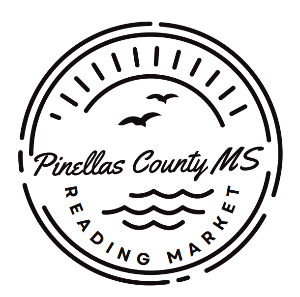 Pinellas County MS
READING MARKET